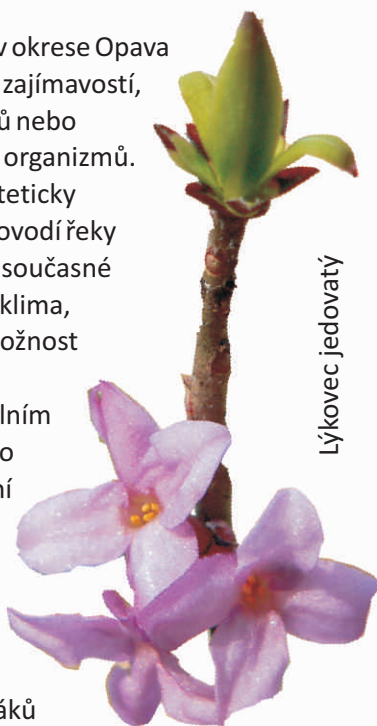 v okrese Opava
zajímavostí,
ů nebo
organizmů.
teticky
ovodí řeky
současné
klima,
ožnost
lním
o
ní
áků
Lýkovec jedovatý